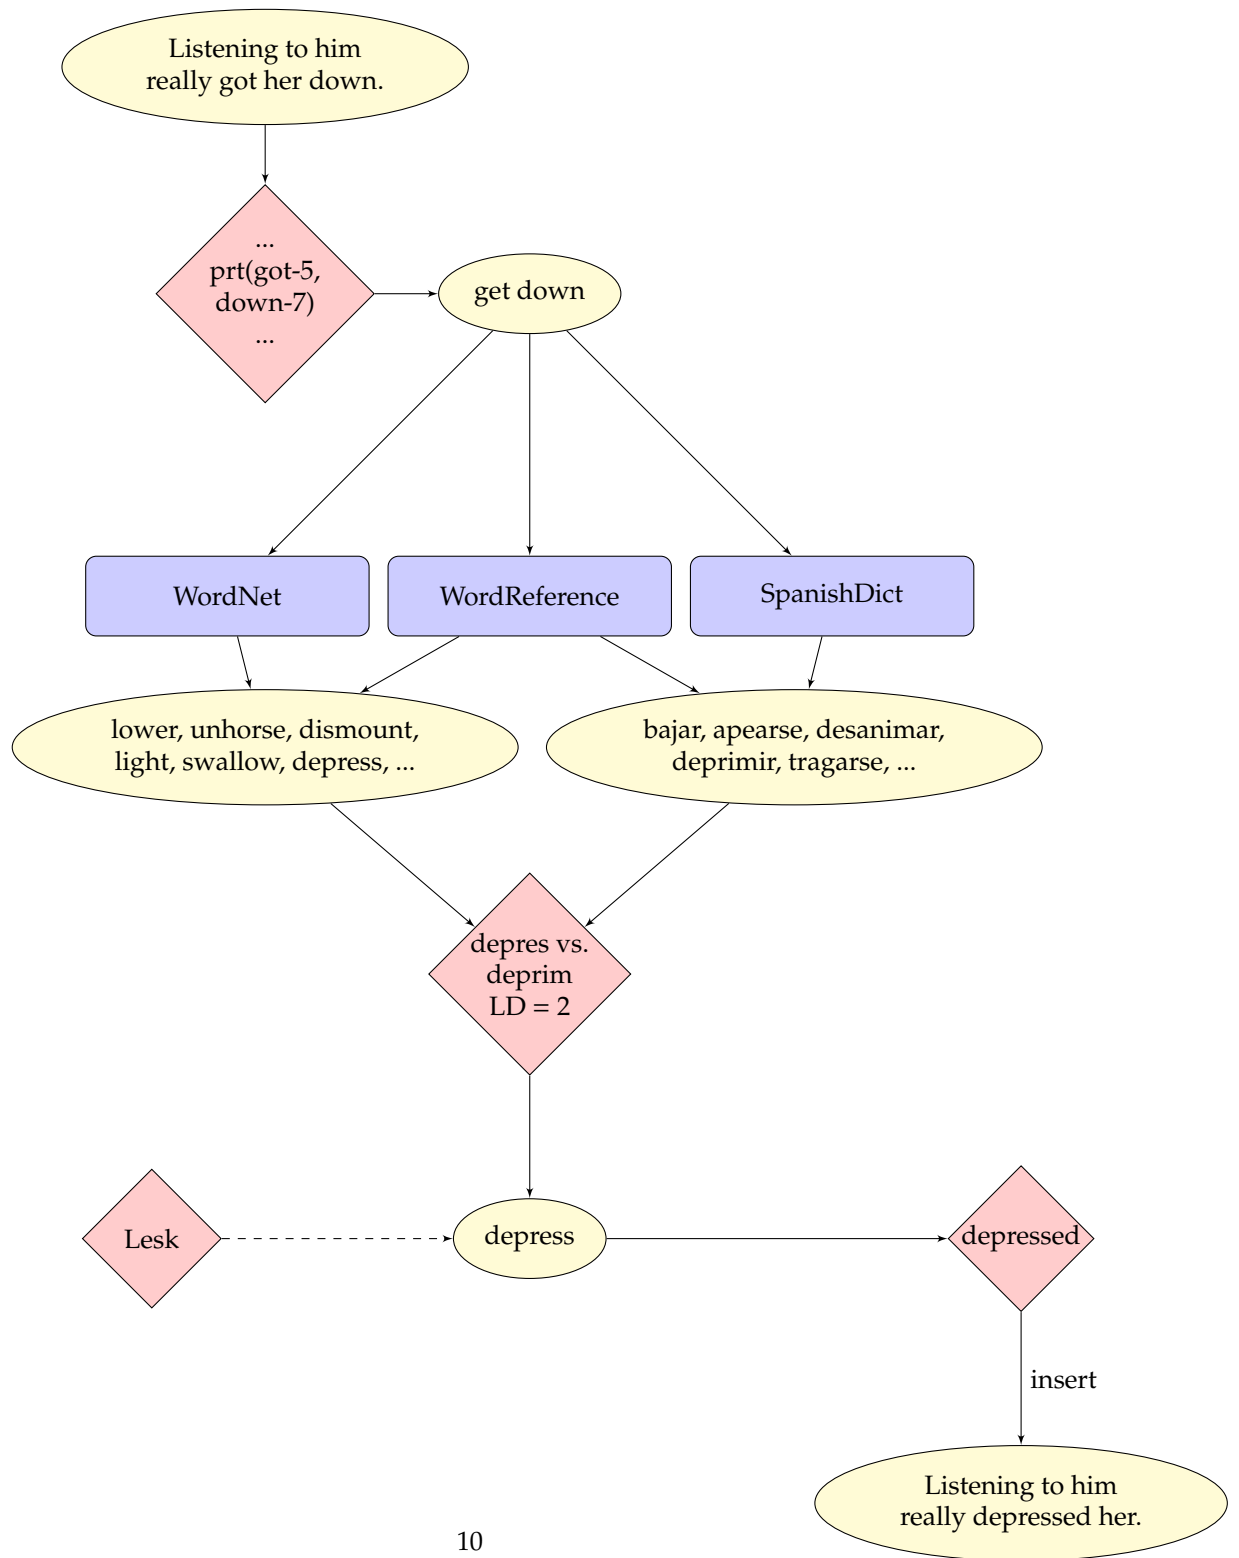 Listening to him
really got her down.
...
prt(got-5,
down-7)
...
get down
WordNet
WordReference
SpanishDict
lower, unhorse, dismount,
light, swallow, depress, ...
bajar, apearse, desanimar,
deprimir, tragarse, ...
depres vs.
deprim
LD = 2
Lesk
depress
depressed
insert
Listening to him
really depressed her.
10